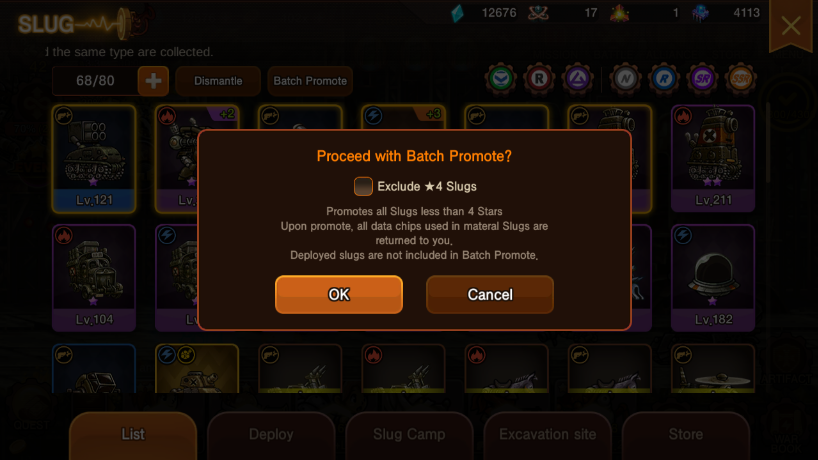 SLUG
12676
17
1
4113
d the same type are collected.
68/80
Dismantle
Batch Promote
R
N
R
SR
SSR
+2
+3
Proceed with Batch Promote?
Exclude ★4 Slugs
Promotes all Slugs less than 4 Stars
Upon promote, all data chips used in materal Slugs are
returned to you.
Deployed slugs are not included in Batch Promote.
OK
Cancel
Lv.121
Lv.
Lv.211
Lv.104
Lv.
Lv.182
List
Deploy
Slug Camp
Excavation site
Store